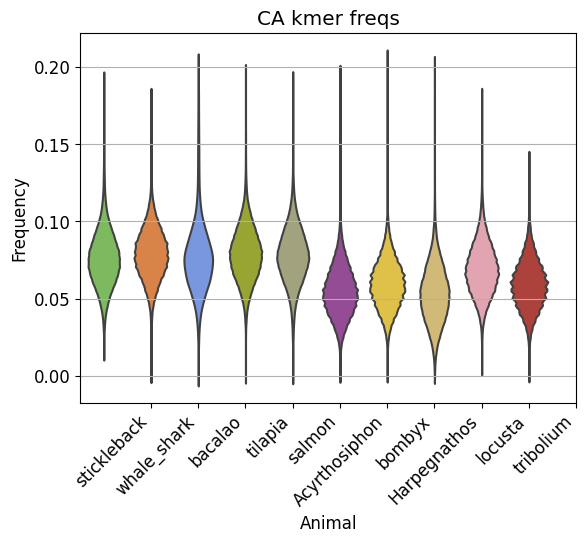 CA kmer freqs
Frequency
0.20
0.15
0.10
0.05
0.00
stickleback
whale_shark
bacalao
tilapia
salmon
Acyrthosiphon
bombyx
Harpegnathos
locusta
tribolium
Animal